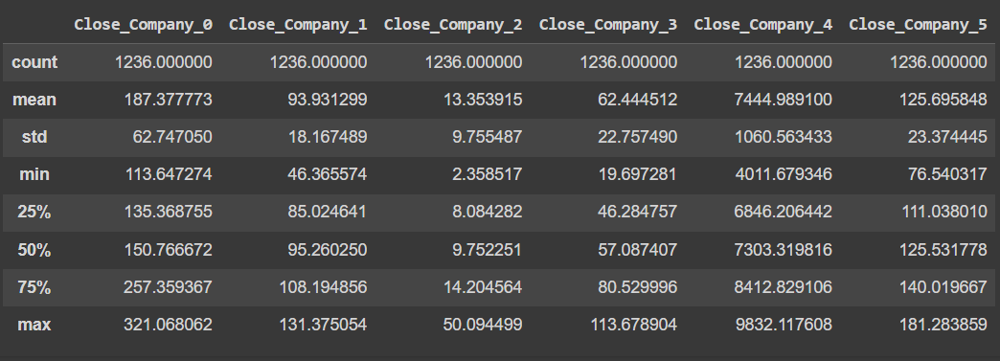 Close_Company_0 Close_Company_1 Close_Company_2 Close_Company_3 Close_Company_4 Close_Company_5
count 1236.000000 1236.000000 1236.000000 1236.000000 1236.000000 1236.000000
mean 187.377773 93.931299 13.353915 62.444512 7444.989100 125.695848
std 62.747050 18.167489 9.755487 22.757490 1060.563433 23.374445
min 113.647274 46.365574 2.358517 19.697281 4011.679346 76.540317
25% 135.368755 85.024641 8.084282 46.284757 6846.206442 111.038010
50% 150.766672 95.260250 9.752251 57.087407 7303.319816 125.531778
75% 257.359367 108.194856 14.204564 80.529996 8412.829106 140.019667
max 321.068062 131.375054 50.094499 113.678904 9832.117608 181.283859